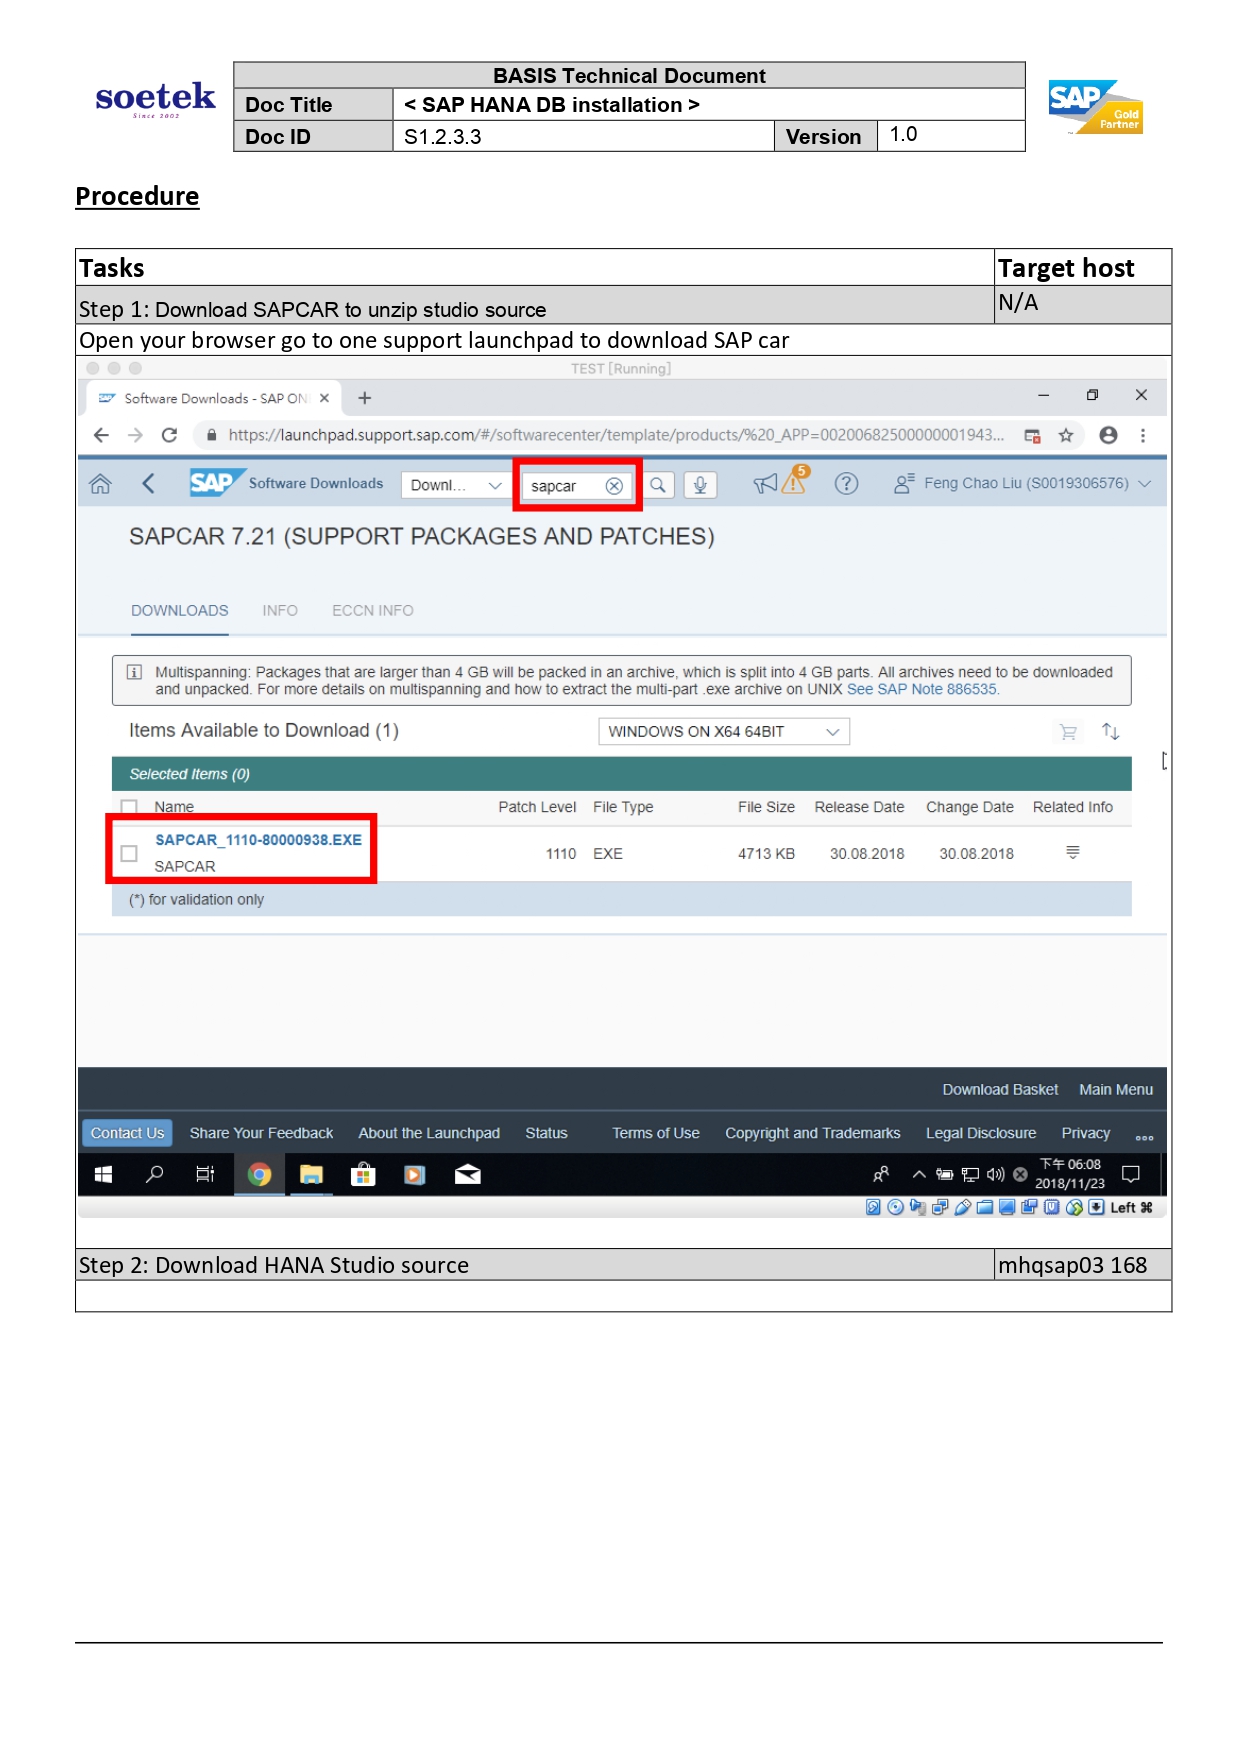 soetek
Since 2002
BASIS Technical Document
Doc Title
< SAP HANA DB installation >
Doc ID
S1.2.3.3
Version
1.0
SAP
Gold
Partner
Procedure
Tasks
Target host
Step 1: Download SAPCAR to unzip studio source
N/A
Open your browser go to one support launchpad to download SAP car
TEST [Running]
Software Downloads - SAP ON
https://launchpad.support.sap.com/#/softwarecenter/template/products/%20_APP=00200682500000001943...
SAP
Software Downloads
Downl...
sapcar
5
Feng Chao Liu (S0019306576)
SAPCAR 7.21 (SUPPORT PACKAGES AND PATCHES)
DOWNLOADS
INFO
ECCN INFO
Multispanning: Packages that are larger than 4 GB will be packed in an archive, which is split into 4 GB parts. All archives need to be downloaded
and unpacked. For more details on multispanning and how to extract the multi-part .exe archive on UNIX See SAP Note 886535.
Items Available to Download (1)
WINDOWS ON X64 64BIT
Selected Items (0)
Name
Patch Level
File Type
File Size
Release Date
Change Date
Related Info
SAPCAR_1110-80000938.EXE
SAPCAR
1110
EXE
4713 KB
30.08.2018
30.08.2018
(*) for validation only
Download Basket
Main Menu
Contact Us
Share Your Feedback
About the Launchpad
Status
Terms of Use
Copyright and Trademarks
Legal Disclosure
Privacy
下午 06:08
2018/11/23
Left ⌘
Step 2: Download HANA Studio source
mhqsap03 168